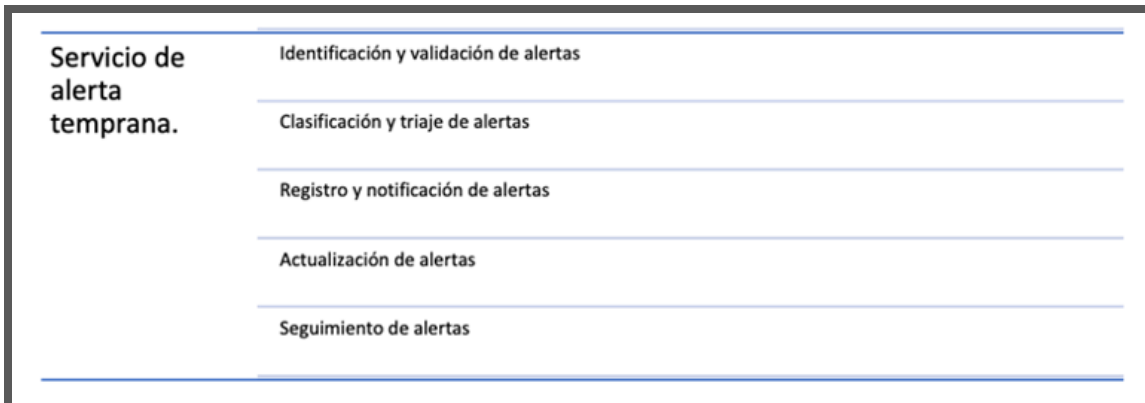 Servicio de
alerta
temprana.
Identificación y validación de alertas
Clasificación y triaje de alertas
Registro y notificación de alertas
Actualización de alertas
Seguimiento de alertas